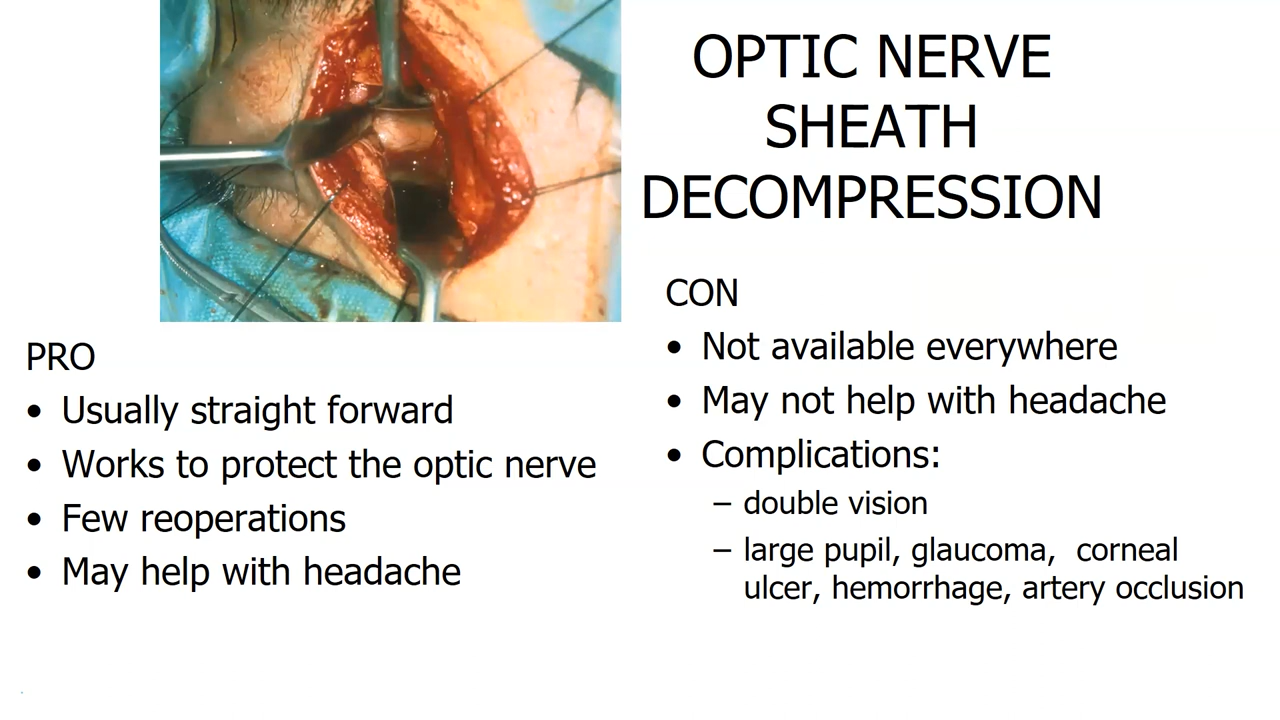 OPTIC NERVE
SHEATH
DECOMPRESSION
PRO
• Usually straight forward
• Works to protect the optic nerve
• Few reoperations
• May help with headache
CON
• Not available everywhere
• May not help with headache
• Complications:
– double vision
– large pupil, glaucoma,  corneal
ulcer, hemorrhage, artery occlusion